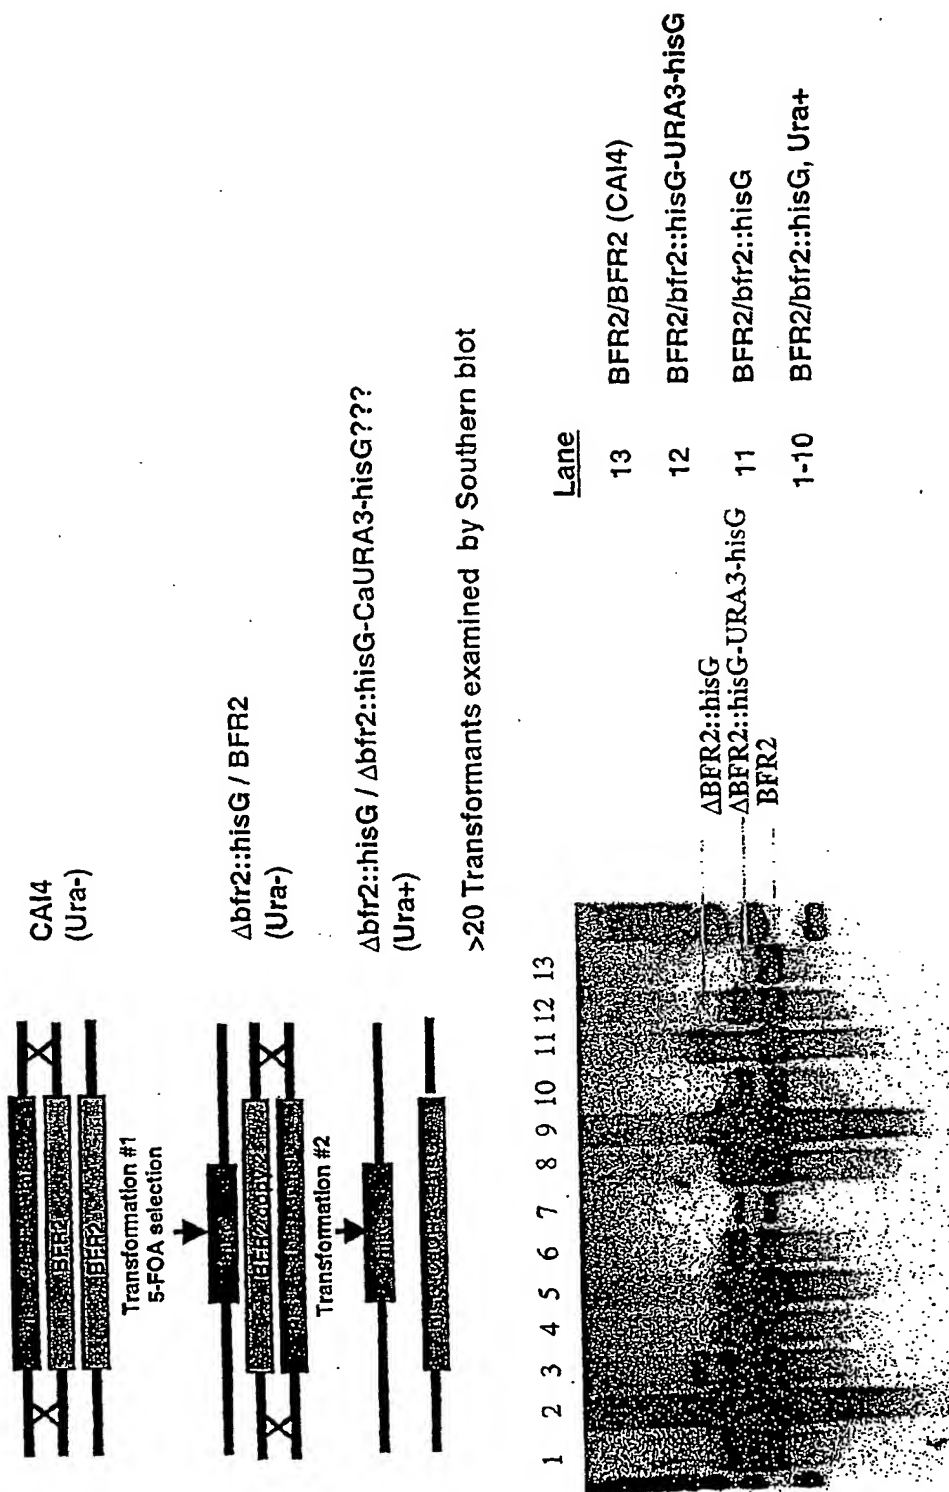 CAI4
(Ura-)
BFR2
BFR2
Transformation #1
5-FOA selection
Δbfr2::hisG / BFR2
(Ura-)
BFR2
Transformation #2
Δbfr2::hisG / Δbfr2::hisG-CaURA3-hisG???
(Ura+)
>20 Transformants examined by Southern blot
1 2 3 4 5 6 7 8 9 10 11 12 13
ΔBFR2::hisG
ΔBFR2::hisG-URA3-hisG
BFR2
Lane
13 BFR2/BFR2 (CAI4)
12 BFR2/bfr2::hisG-URA3-hisG
11 BFR2/bfr2::hisG
1-10 BFR2/bfr2::hisG, Ura+